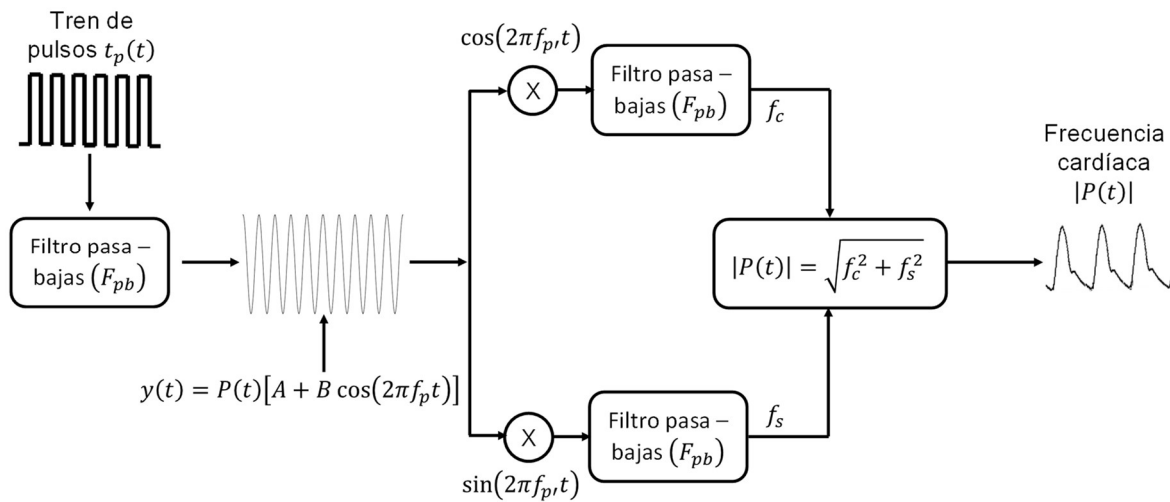 Tren de
pulsos t_p(t)
Filtro pasa –
bajas (F_pb)
y(t) = P(t)[A + B cos(2πf_p t)]
cos(2πf_p′ t)
X
Filtro pasa –
bajas (F_pb)
f_c
sin(2πf_p′ t)
X
Filtro pasa –
bajas (F_pb)
f_s
|P(t)| = √(f_c² + f_s²)
Frecuencia
cardíaca
|P(t)|